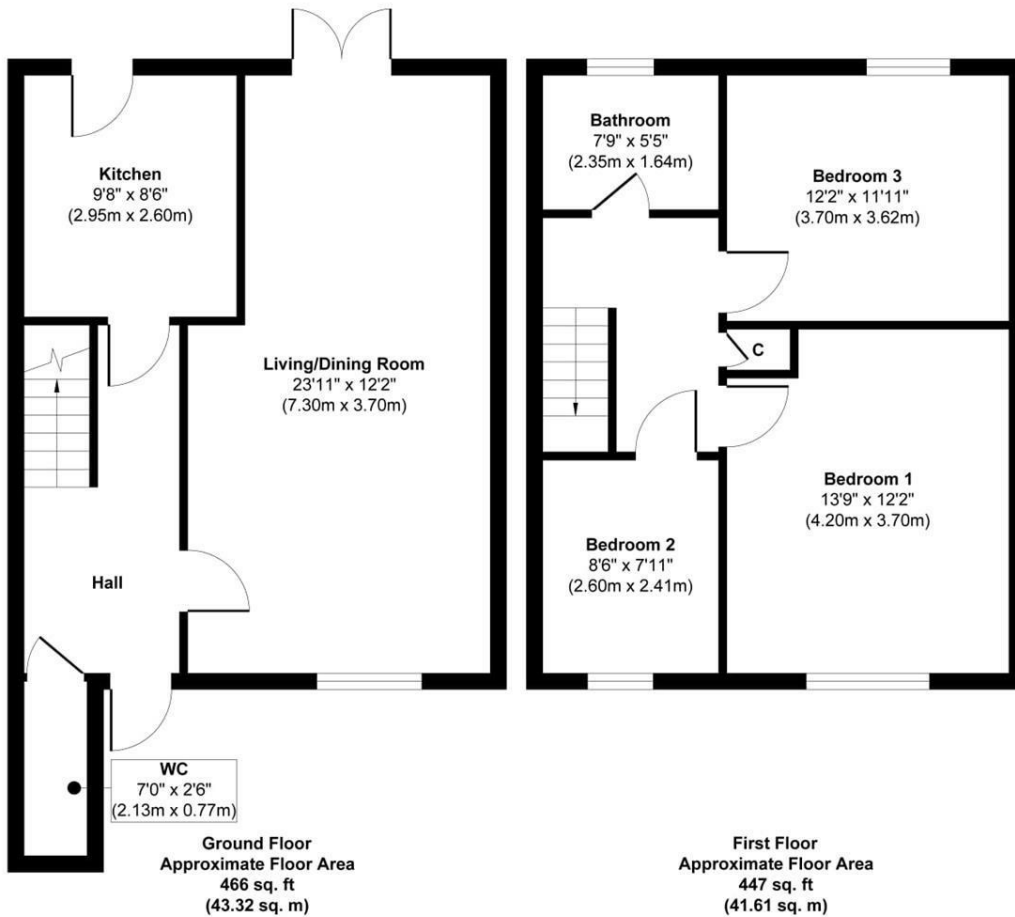 Kitchen
9'8" x 8'6"
(2.95m x 2.60m)
Living/Dining Room
23'11" x 12'2"
(7.30m x 3.70m)
Hall
WC
7'0" x 2'6"
(2.13m x 0.77m)
Ground Floor
Approximate Floor Area
466 sq. ft
(43.32 sq. m)
Bathroom
7'9" x 5'5"
(2.35m x 1.64m)
Bedroom 3
12'2" x 11'11"
(3.70m x 3.62m)
C
Bedroom 1
13'9" x 12'2"
(4.20m x 3.70m)
Bedroom 2
8'6" x 7'11"
(2.60m x 2.41m)
First Floor
Approximate Floor Area
447 sq. ft
(41.61 sq. m)